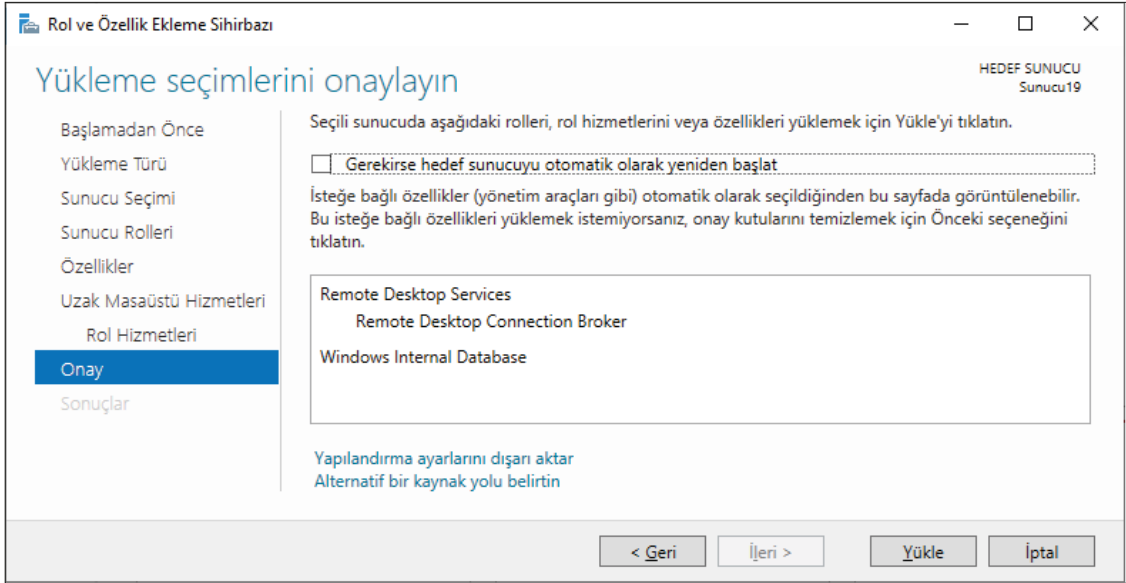 Rol ve Özellik Ekleme Sihirbazı
Yükleme seçimlerini onaylayın
HEDEF SUNUCU
Sunucu19
Başlamadan Önce
Yükleme Türü
Sunucu Seçimi
Sunucu Rolleri
Özellikler
Uzak Masaüstü Hizmetleri
Rol Hizmetleri
Onay
Sonuçlar
Seçili sunucuda aşağıdaki rolleri, rol hizmetlerini veya özellikleri yüklemek için Yükle'yi tıklatın.
Gerekirse hedef sunucuyu otomatik olarak yeniden başlat
İsteğe bağlı özellikler (yönetim araçları gibi) otomatik olarak seçildiğinden bu sayfada görüntülenebilir.
Bu isteğe bağlı özellikleri yüklemek istemiyorsanız, onay kutularını temizlemek için Önceki seçeneğini
tıklatın.
Remote Desktop Services
Remote Desktop Connection Broker
Windows Internal Database
Yapılandırma ayarlarını dışarı aktar
Alternatif bir kaynak yolu belirtin
< Geri
İleri >
Yükle
İptal